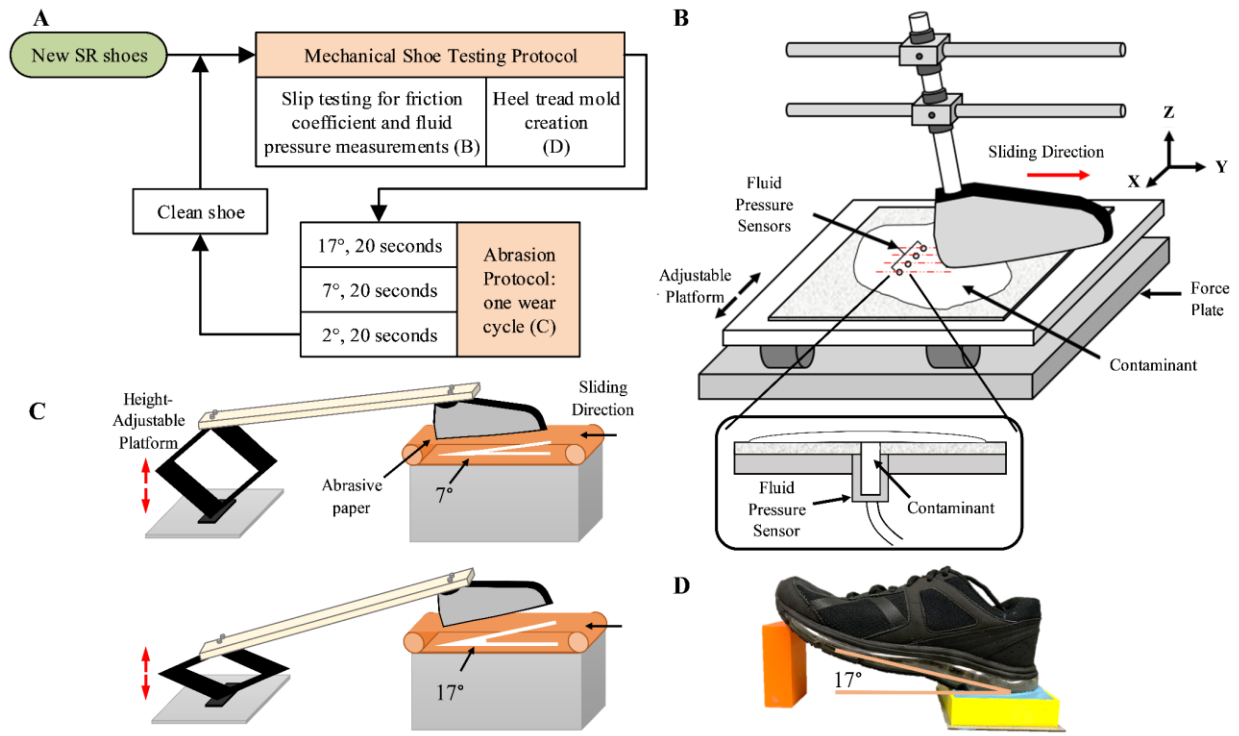 A
New SR shoes
Mechanical Shoe Testing Protocol
Slip testing for friction
coefficient and fluid
pressure measurements (B)
Heel tread mold
creation
(D)
Clean shoe
17°, 20 seconds
7°, 20 seconds
2°, 20 seconds
Abrasion
Protocol:
one wear
cycle (C)
B
Z
Y
X
Sliding Direction
Fluid
Pressure
Sensors
Adjustable
Platform
Force
Plate
Contaminant
Fluid
Pressure
Sensor
Contaminant
C
Height-
Adjustable
Platform
Sliding
Direction
Abrasive
paper
7°
17°
D
17°